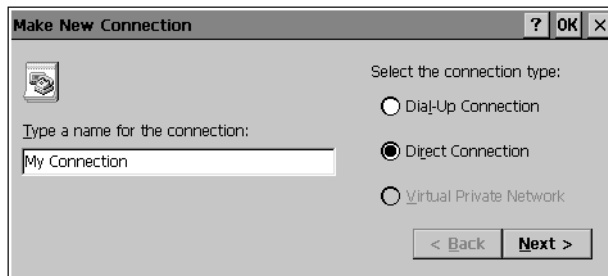 Make New Connection
? OK ×
Type a name for the connection:
My Connection
Select the connection type:
Dial-Up Connection
Direct Connection
Virtual Private Network
< Back
Next >